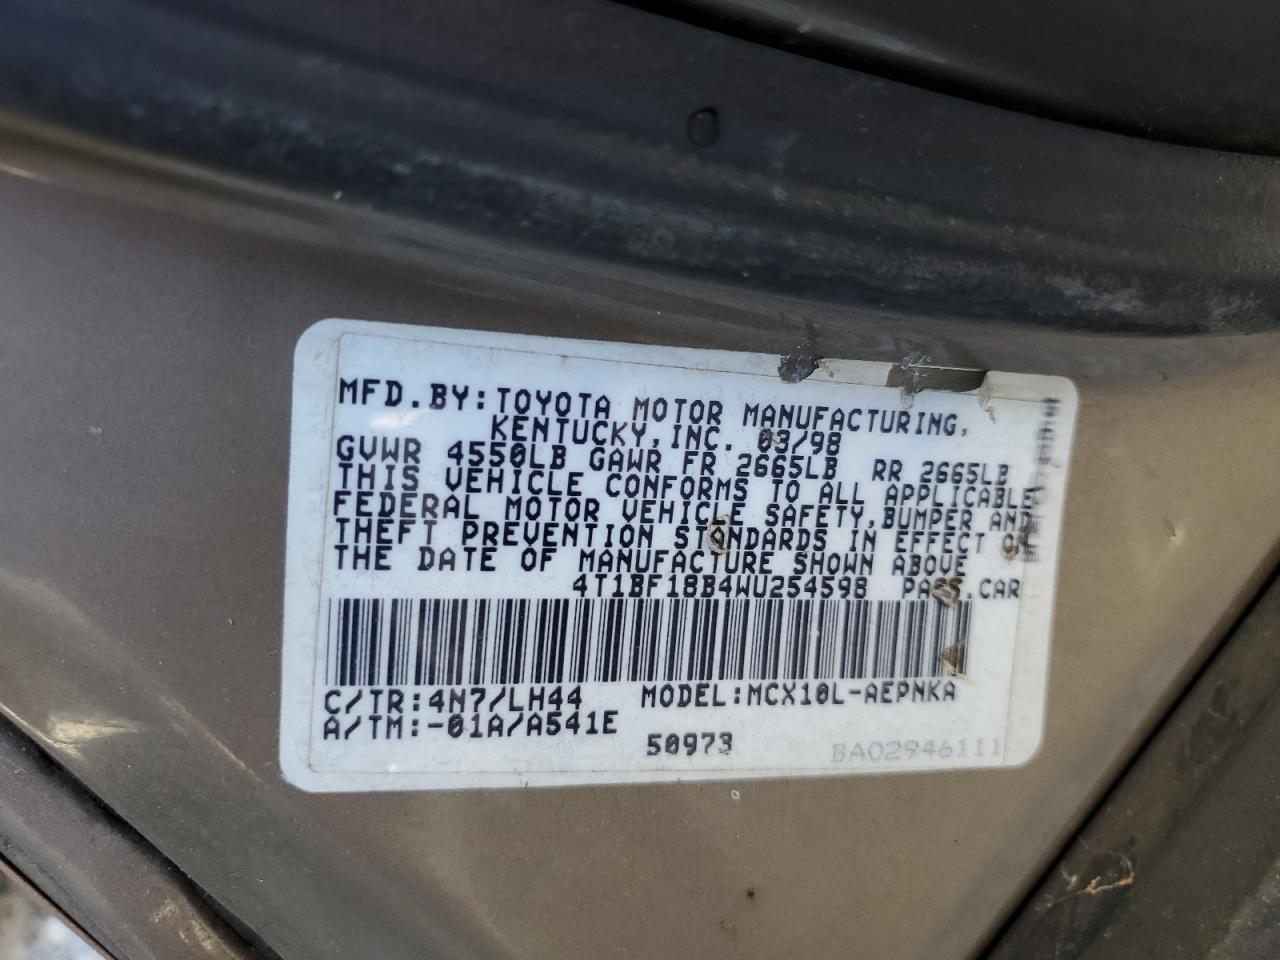 MFD.BY:TOYOTA MOTOR MANUFACTURING,
KENTUCKY,INC. 03/98
GVWR 4550LB GAWR FR 2665LB RR 2665LB
THIS VEHICLE CONFORMS TO ALL APPLICABLE
FEDERAL MOTOR VEHICLE SAFETY,BUMPER AND
THEFT PREVENTION STANDARDS IN EFFECT ON
THE DATE OF MANUFACTURE SHOWN ABOVE
4T1BF18B4WU254598 PASS.CAR
C/TR:4N7/LH44 MODEL:MCX10L-AEPNKA
A/TM:-01A/A541E
50973
BA02946111